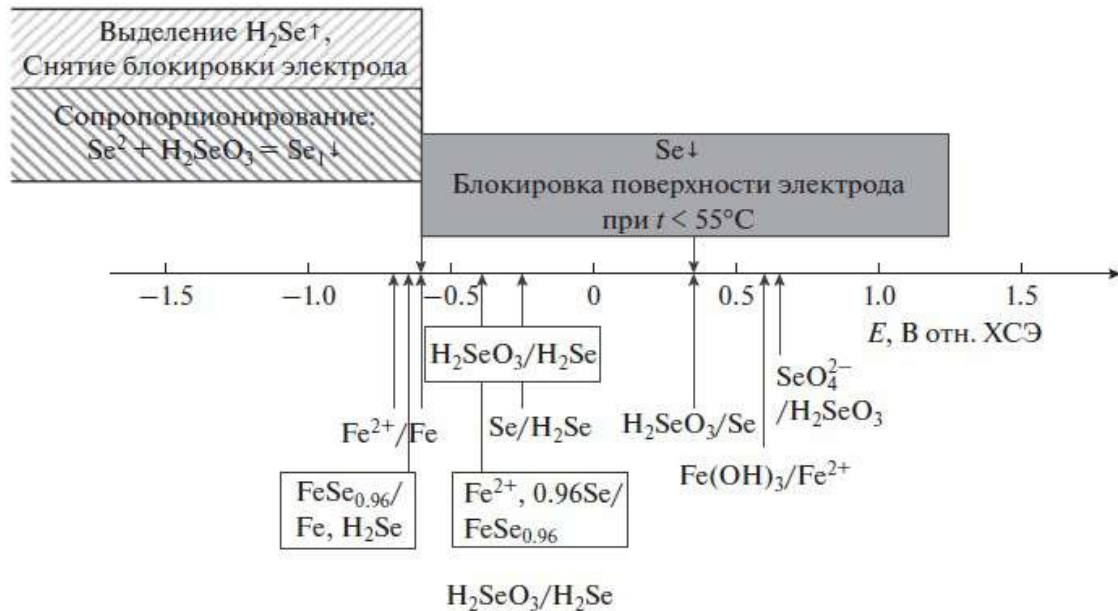 Выделение H₂Se↑,
Снятие блокировки электрода
Сопропорционирование:
Se² + H₂SeO₃ = Se₁↓
Se↓
Блокировка поверхности электрода
при t < 55°C
−1.5 −1.0 −0.5 0 0.5 1.0 1.5
E, В отн. ХСЭ
H₂SeO₃/H₂Se
SeO₄²⁻
/H₂SeO₃
Fe²⁺/Fe
Se/H₂Se
H₂SeO₃/Se
Fe(OH)₃/Fe²⁺
FeSe₀.₉₆/
Fe, H₂Se
Fe²⁺, 0.96Se/
FeSe₀.₉₆
H₂SeO₃/H₂Se